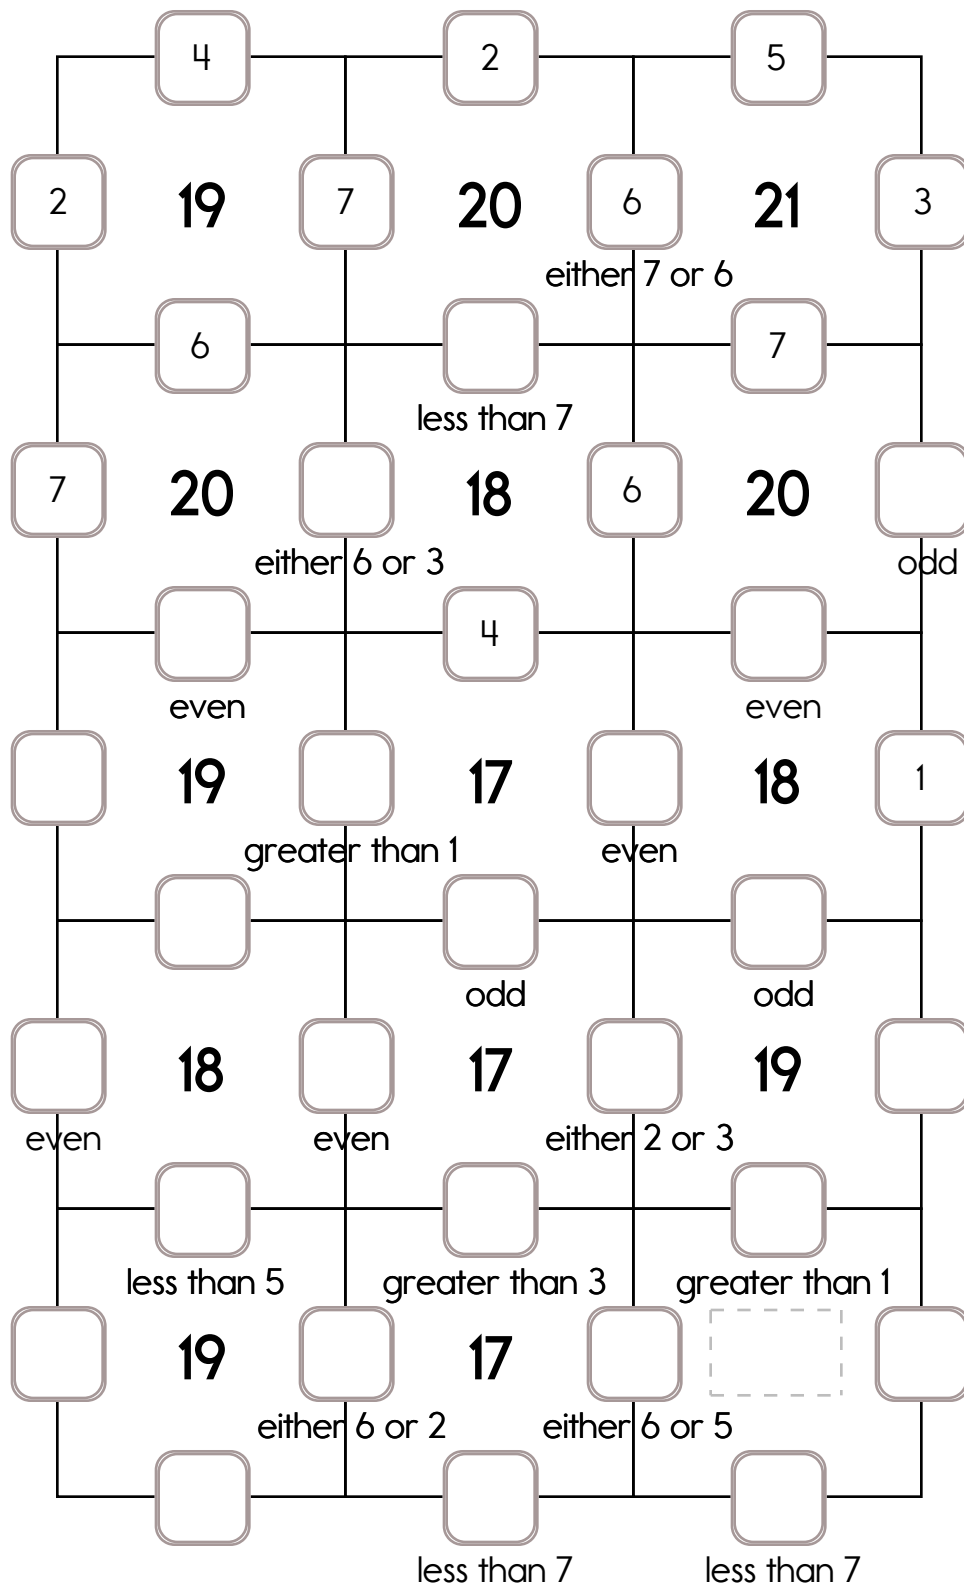 4 2 5
2 19 7 20 6 21 3
either 7 or 6
6 7
less than 7
7 20 18 6 20
either 6 or 3 odd
4
even even
19 17 18 1
greater than 1 even
odd odd
18 17 19
even even either 2 or 3
less than 5 greater than 3 greater than 1
19 17
either 6 or 2 either 6 or 5
less than 7 less than 7